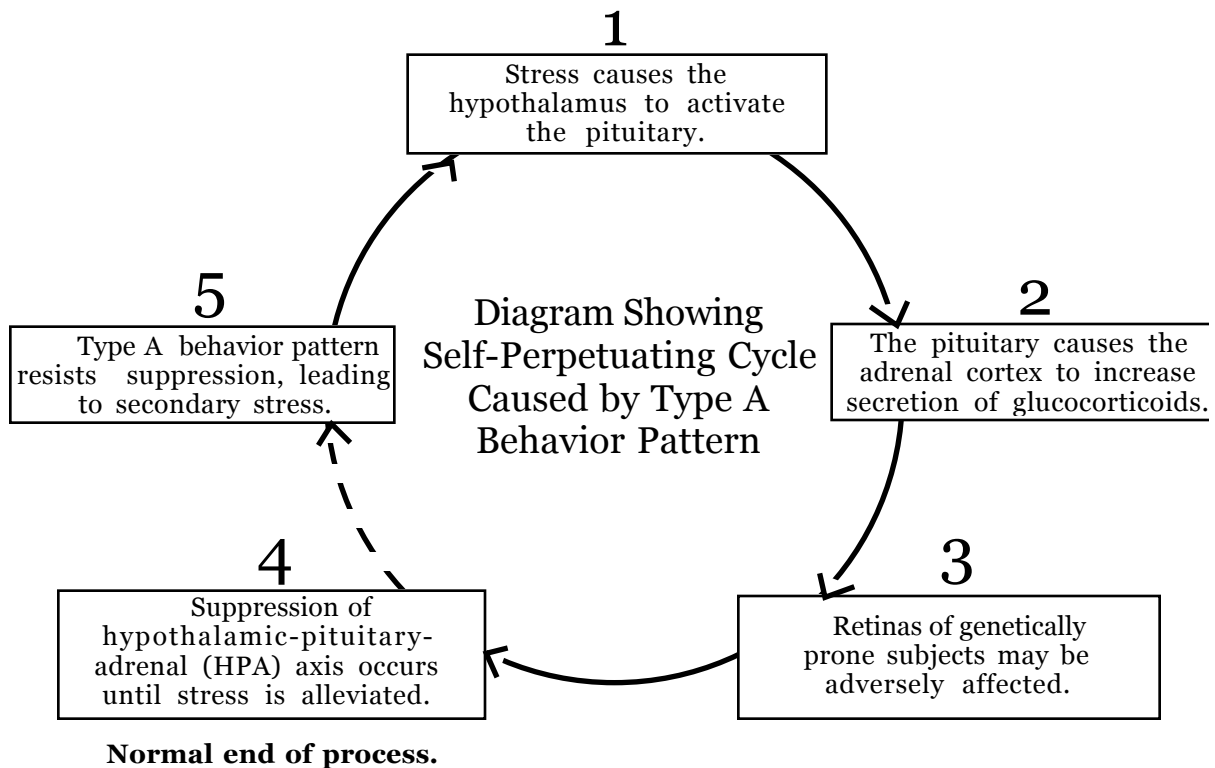 1
Stress causes the
hypothalamus to activate
the pituitary.
2
The pituitary causes the
adrenal cortex to increase
secretion of glucocorticoids.
3
Retinas of genetically
prone subjects may be
adversely affected.
4
Suppression of
hypothalamic-pituitary-
adrenal (HPA) axis occurs
until stress is alleviated.
Normal end of process.
5
Type A behavior pattern
resists suppression, leading
to secondary stress.
Diagram Showing
Self-Perpetuating Cycle
Caused by Type A
Behavior Pattern